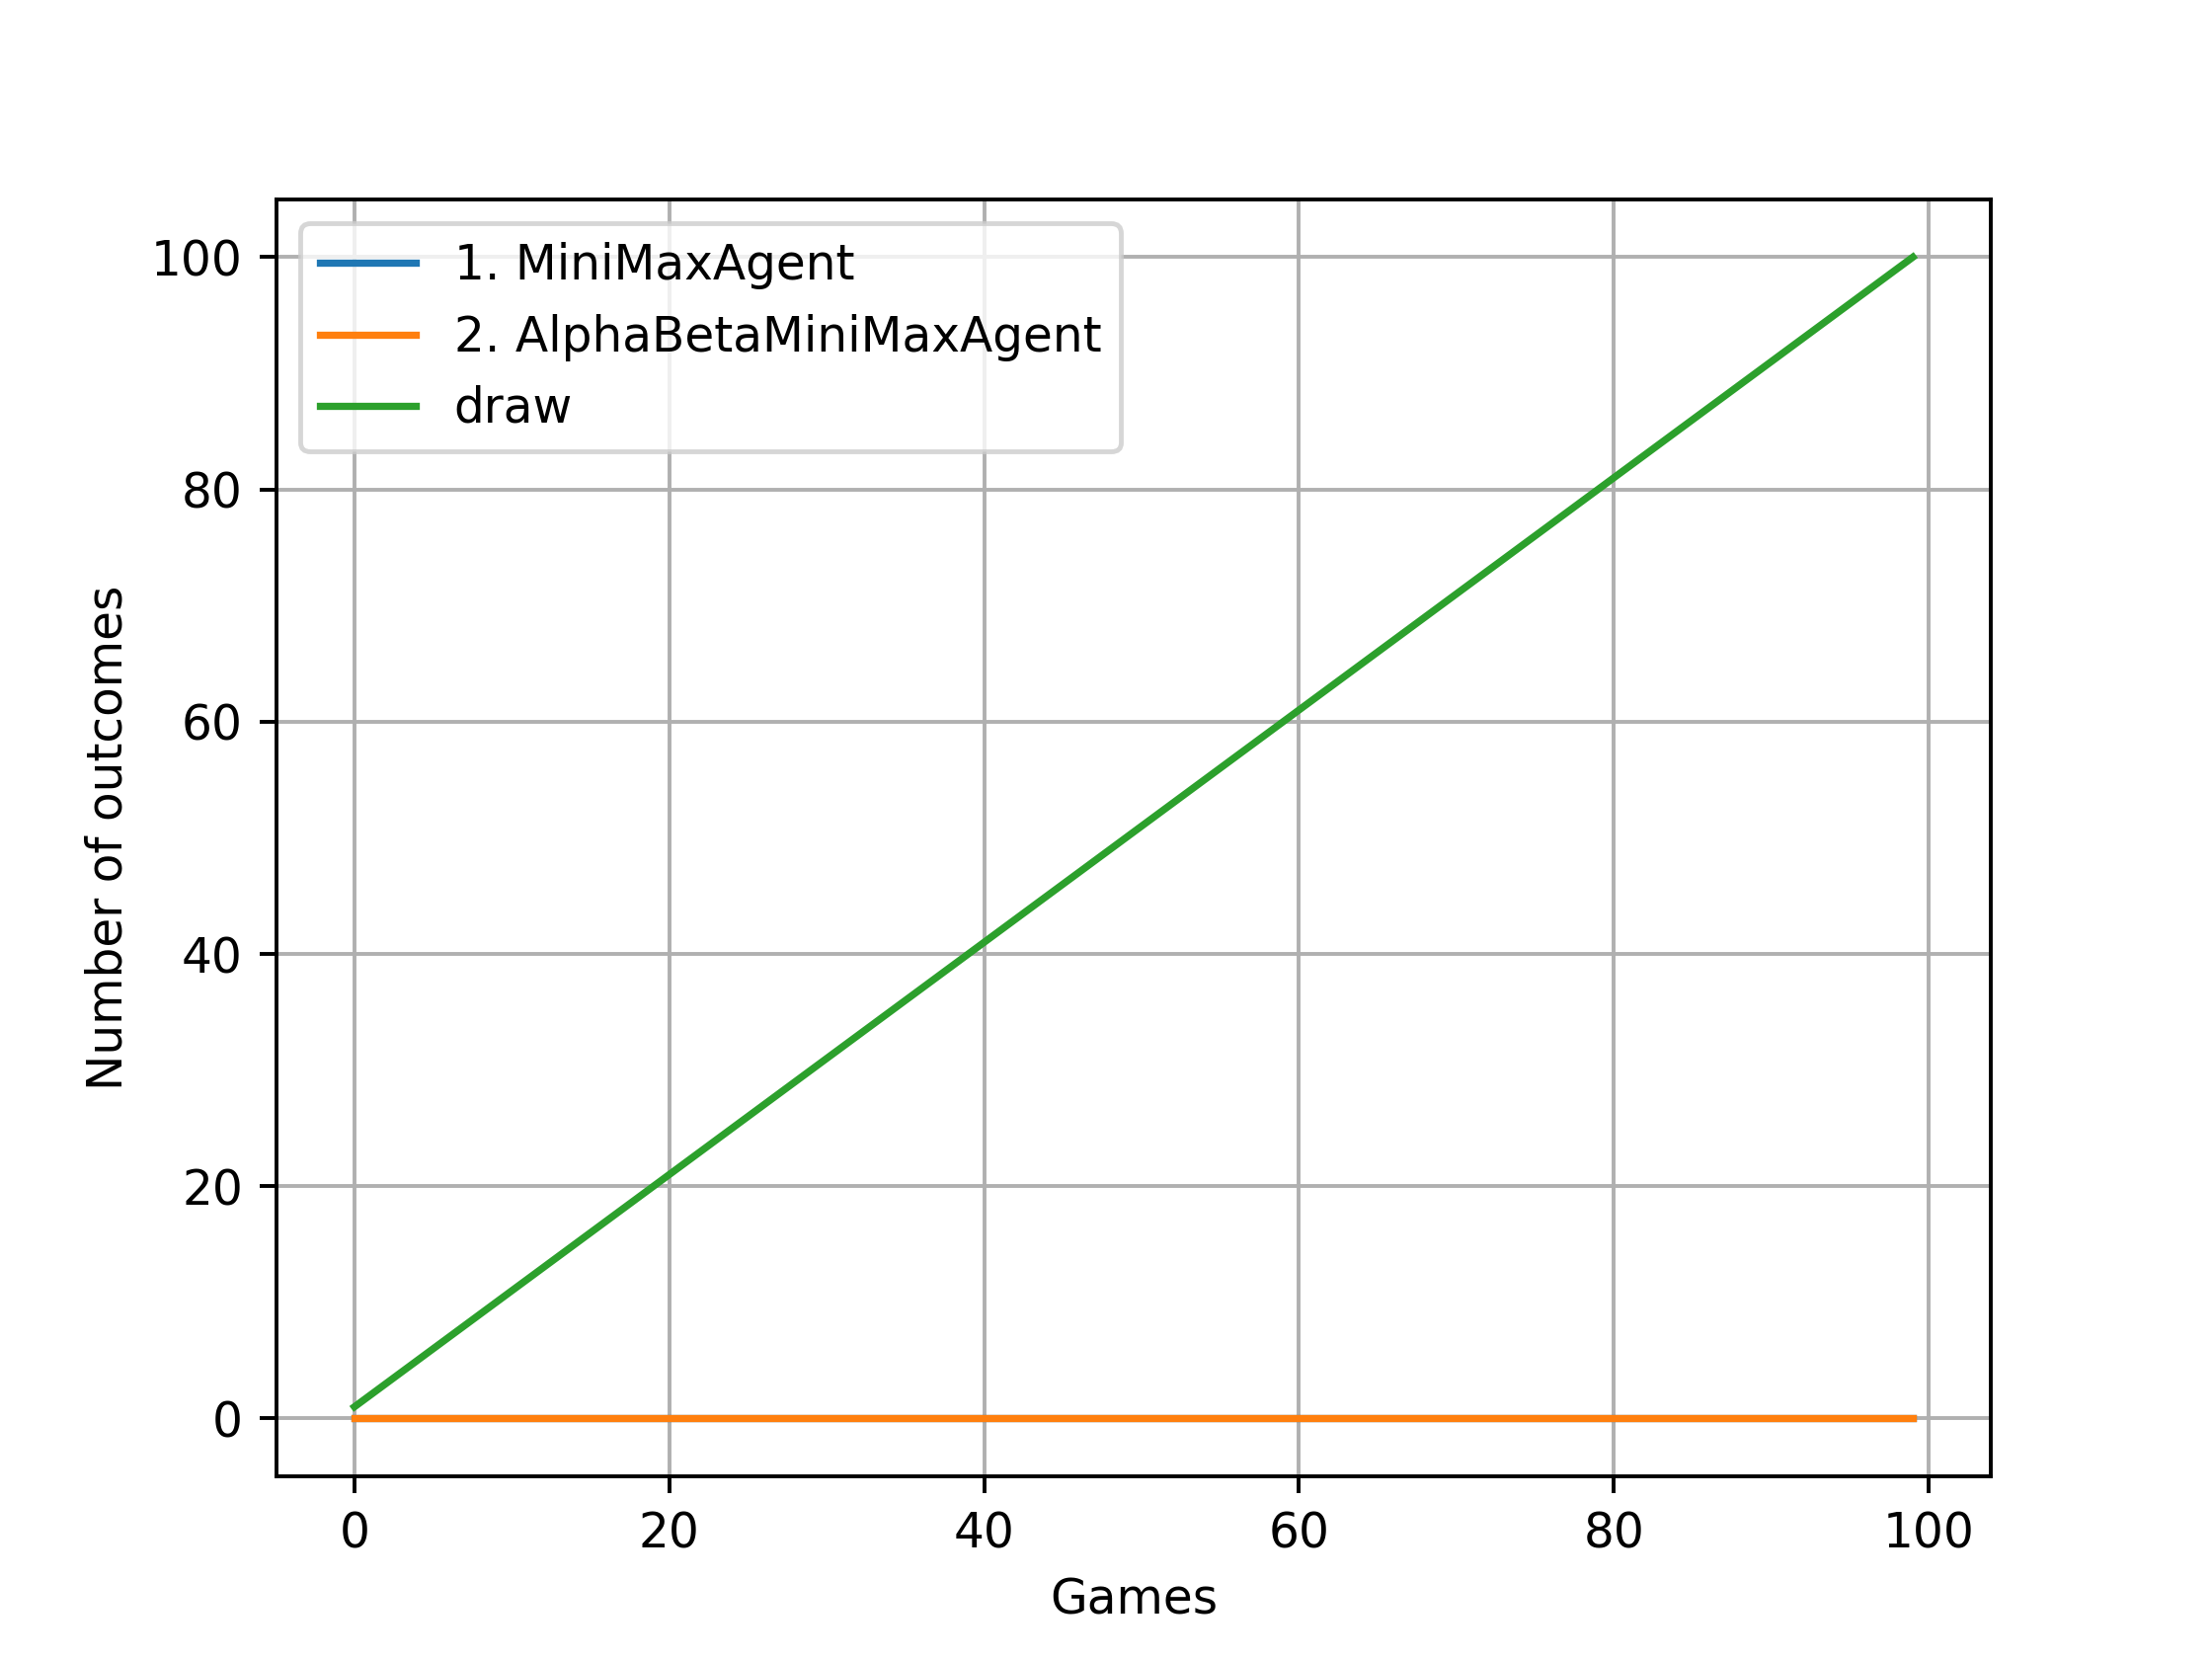 1. MiniMaxAgent
2. AlphaBetaMiniMaxAgent
draw
100
80
60
40
20
0
Number of outcomes
0 20 40 60 80 100
Games